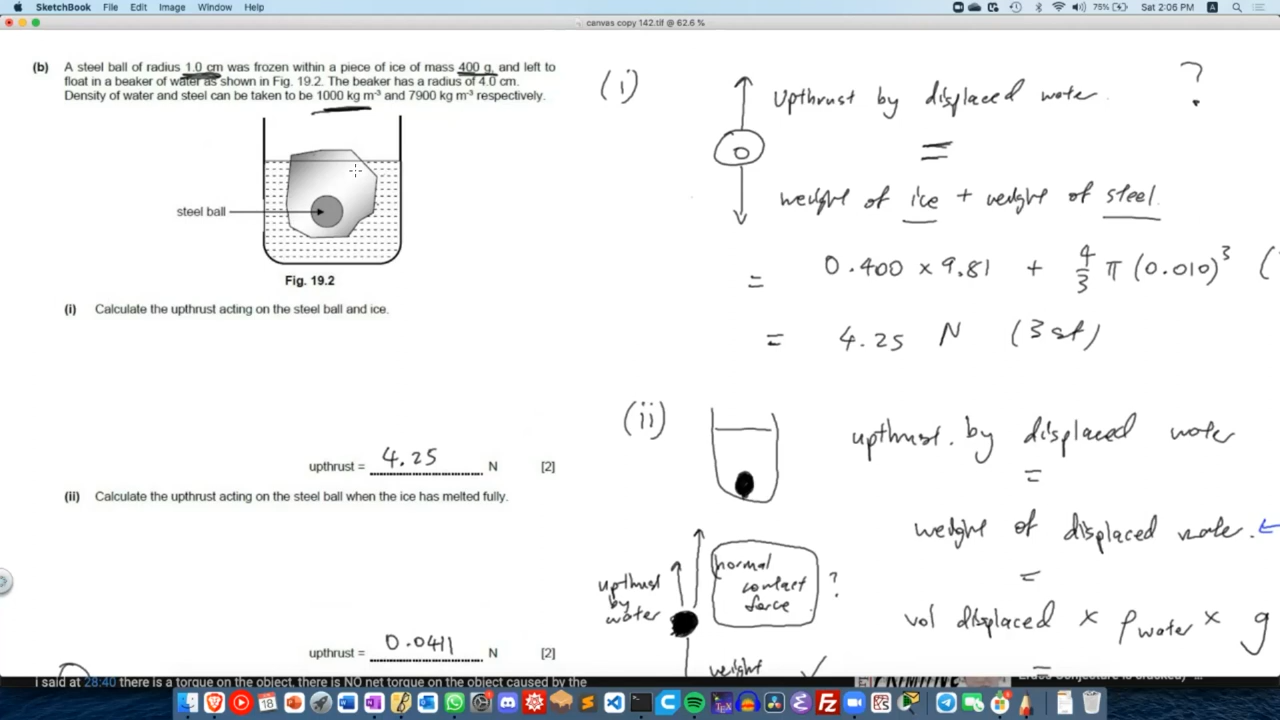 SketchBook File Edit Image Window Help
75% Sat 2:06 PM
canvas copy 142.tif @ 62.6 %
(b) A steel ball of radius 1.0 cm was frozen within a piece of ice of mass 400 g, and left to
float in a beaker of water as shown in Fig. 19.2. The beaker has a radius of 4.0 cm.
Density of water and steel can be taken to be 1000 kg m⁻³ and 7900 kg m⁻³ respectively.
steel ball
Fig. 19.2
(i) Calculate the upthrust acting on the steel ball and ice.
upthrust = 4.25 N [2]
(ii) Calculate the upthrust acting on the steel ball when the ice has melted fully.
upthrust = 0.0411 N [2]
(i) Upthrust by displaced water. ?
=
weight of ice + weight of steel.
= 0.400 × 9.81 + 4/3 π (0.010)³ (
= 4.25 N (3 sf)
(ii) upthrust. by displaced water
=
weight of displaced water. ←
=
vol displaced × ρwater × g
=
upthrust
by
water
normal
contact
force
?
weight ✓
i said at 28:40 there is a torque on the object, there is NO net torque on the object caused by the